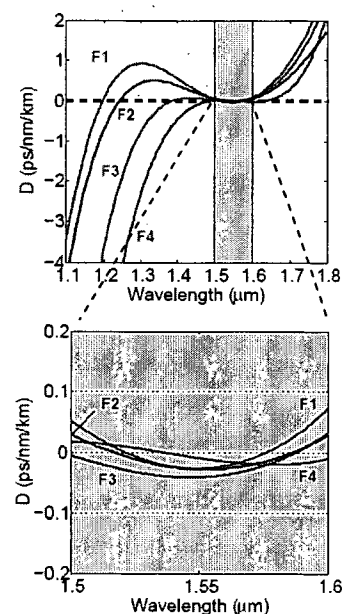 2
1
0
−1
−2
−3
−4
D (ps/nm/km)
F1
F2
F3
F4
1.1 1.2 1.3 1.4 1.5 1.6 1.7 1.8
Wavelength (μm)
0.2
0.1
0
−0.1
−0.2
D (ps/nm/km)
F2
F1
F3
F4
1.5 1.55 1.6
Wavelength (μm)